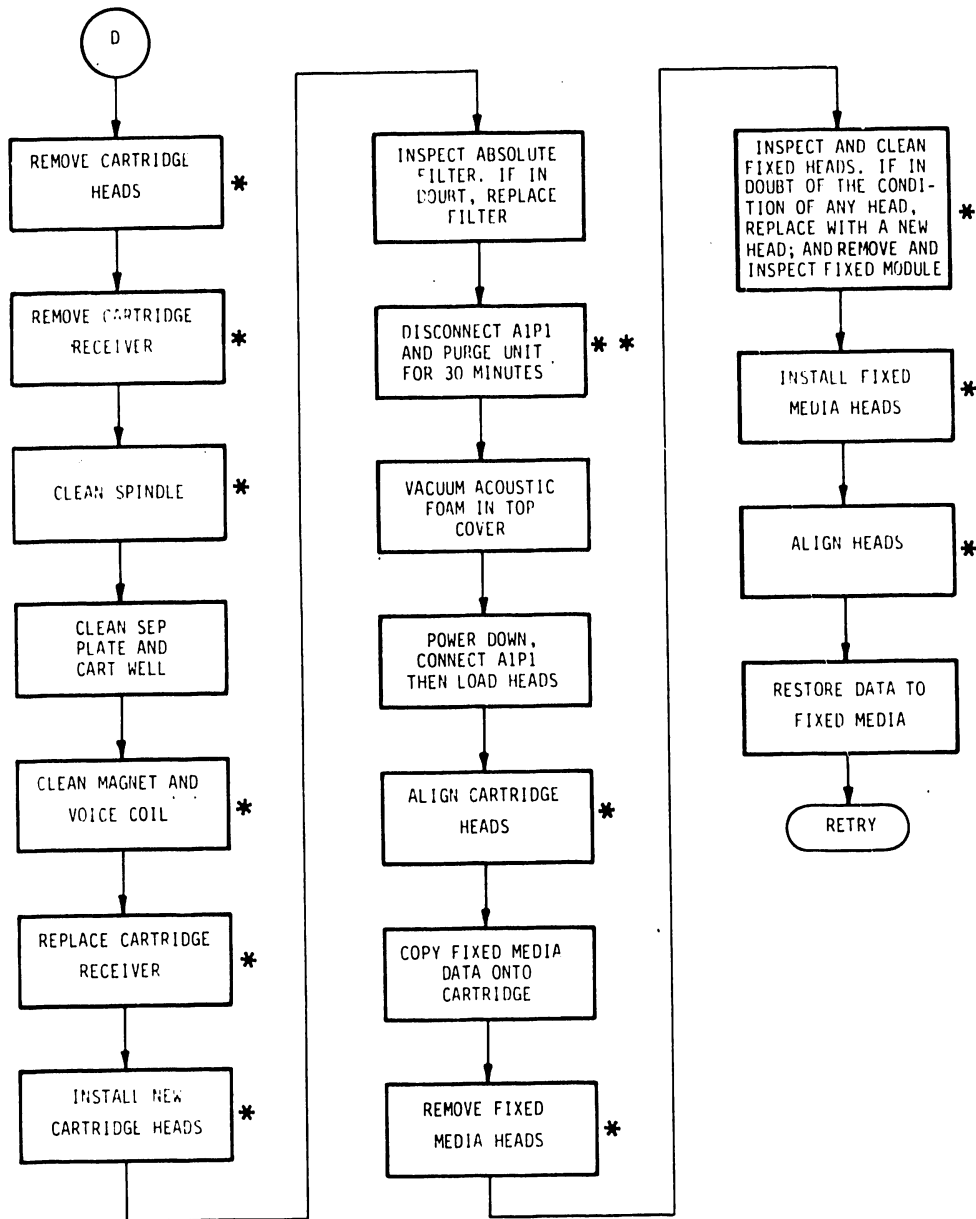 D
REMOVE CARTRIDGE
HEADS
*
REMOVE CARTRIDGE
RECEIVER
*
CLEAN SPINDLE
*
CLEAN SEP
PLATE AND
CART WELL
CLEAN MAGNET AND
VOICE COIL
*
REPLACE CARTRIDGE
RECEIVER
*
INSTALL NEW
CARTRIDGE HEADS
*
INSPECT ABSOLUTE
FILTER. IF IN
DOUBT, REPLACE
FILTER
DISCONNECT A1P1
AND PURGE UNIT
FOR 30 MINUTES
* *
VACUUM ACOUSTIC
FOAM IN TOP
COVER
POWER DOWN,
CONNECT A1P1
THEN LOAD HEADS
ALIGN CARTRIDGE
HEADS
*
COPY FIXED MEDIA
DATA ONTO
CARTRIDGE
REMOVE FIXED
MEDIA HEADS
*
INSPECT AND CLEAN
FIXED HEADS. IF IN
DOUBT OF THE CONDI-
TION OF ANY HEAD,
REPLACE WITH A NEW
HEAD; AND REMOVE AND
INSPECT FIXED MODULE
*
INSTALL FIXED
MEDIA HEADS
*
ALIGN HEADS
*
RESTORE DATA TO
FIXED MEDIA
RETRY